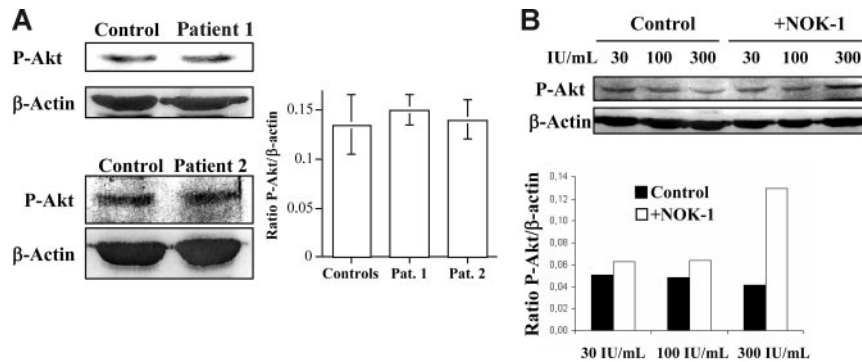 A
Control Patient 1
P-Akt
β-Actin
Control Patient 2
P-Akt
β-Actin
Ratio P-Akt/β-actin
0.15
0.1
0.05
0
Controls Pat. 1 Pat. 2
B
Control +NOK-1
IU/mL 30 100 300 30 100 300
P-Akt
β-Actin
Ratio P-Akt/β-actin
0,14
0,12
0,10
0,08
0,06
0,04
0,02
0,00
Control
+NOK-1
30 IU/mL 100 IU/mL 300 IU/mL